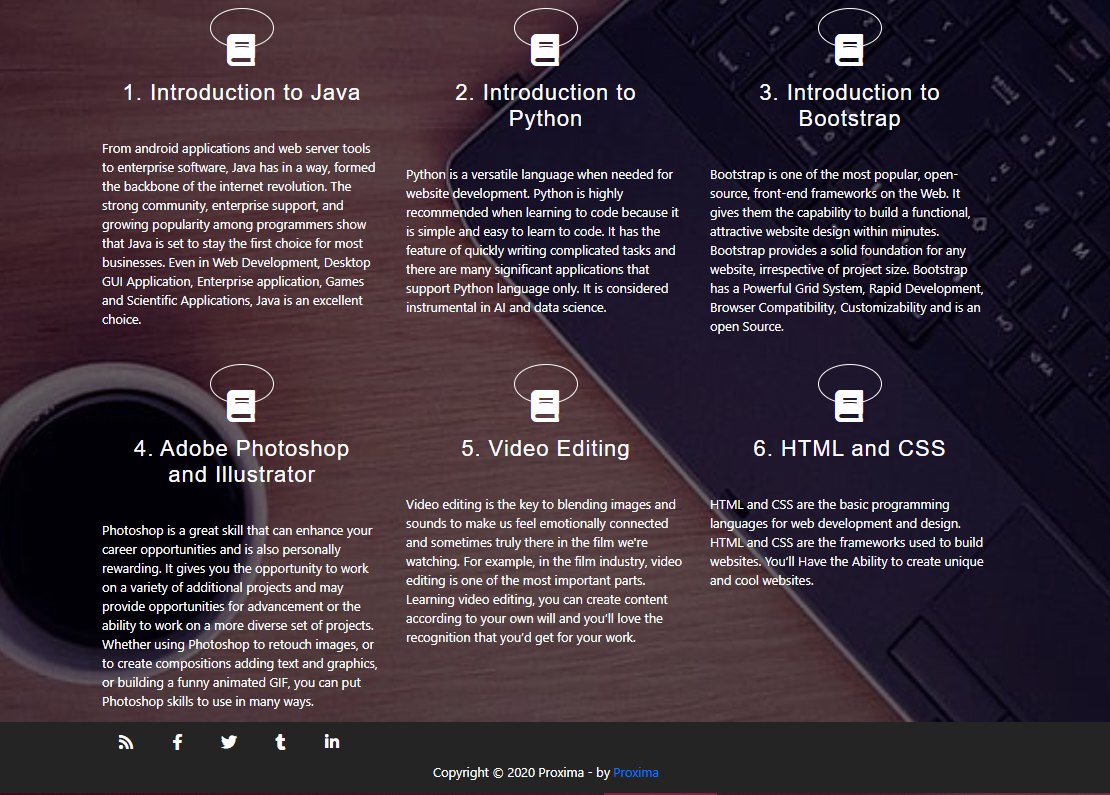 1. Introduction to Java
From android applications and web server tools
to enterprise software, Java has in a way, formed
the backbone of the internet revolution. The
strong community, enterprise support, and
growing popularity among programmers show
that Java is set to stay the first choice for most
businesses. Even in Web Development, Desktop
GUI Application, Enterprise application, Games
and Scientific Applications, Java is an excellent
choice.
2. Introduction to
Python
Python is a versatile language when needed for
website development. Python is highly
recommended when learning to code because it
is simple and easy to learn to code. It has the
feature of quickly writing complicated tasks and
there are many significant applications that
support Python language only. It is considered
instrumental in AI and data science.
3. Introduction to
Bootstrap
Bootstrap is one of the most popular, open-
source, front-end frameworks on the Web. It
gives them the capability to build a functional,
attractive website design within minutes.
Bootstrap provides a solid foundation for any
website, irrespective of project size. Bootstrap
has a Powerful Grid System, Rapid Development,
Browser Compatibility, Customizability and is an
open Source.
4. Adobe Photoshop
and Illustrator
Photoshop is a great skill that can enhance your
career opportunities and is also personally
rewarding. It gives you the opportunity to work
on a variety of additional projects and may
provide opportunities for advancement or the
ability to work on a more diverse set of projects.
Whether using Photoshop to retouch images, or
to create compositions adding text and graphics,
or building a funny animated GIF, you can put
Photoshop skills to use in many ways.
5. Video Editing
Video editing is the key to blending images and
sounds to make us feel emotionally connected
and sometimes truly there in the film we're
watching. For example, in the film industry, video
editing is one of the most important parts.
Learning video editing, you can create content
according to your own will and you’ll love the
recognition that you’d get for your work.
6. HTML and CSS
HTML and CSS are the basic programming
languages for web development and design.
HTML and CSS are the frameworks used to build
websites. You’ll Have the Ability to create unique
and cool websites.
Copyright © 2020 Proxima - by Proxima